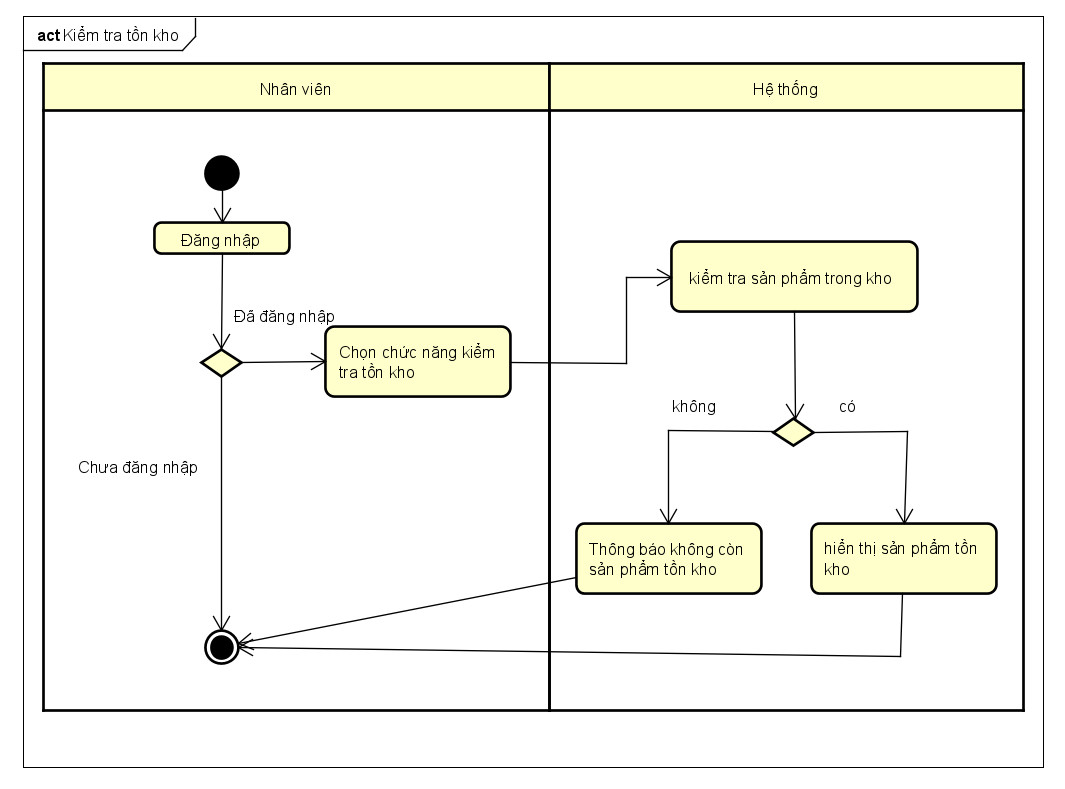 act Kiểm tra tồn kho
Nhân viên
Hệ thống
Đăng nhập
Đã đăng nhập
Chọn chức năng kiểm
tra tồn kho
Chưa đăng nhập
kiểm tra sản phẩm trong kho
không
có
Thông báo không còn
sản phẩm tồn kho
hiển thị sản phẩm tồn
kho